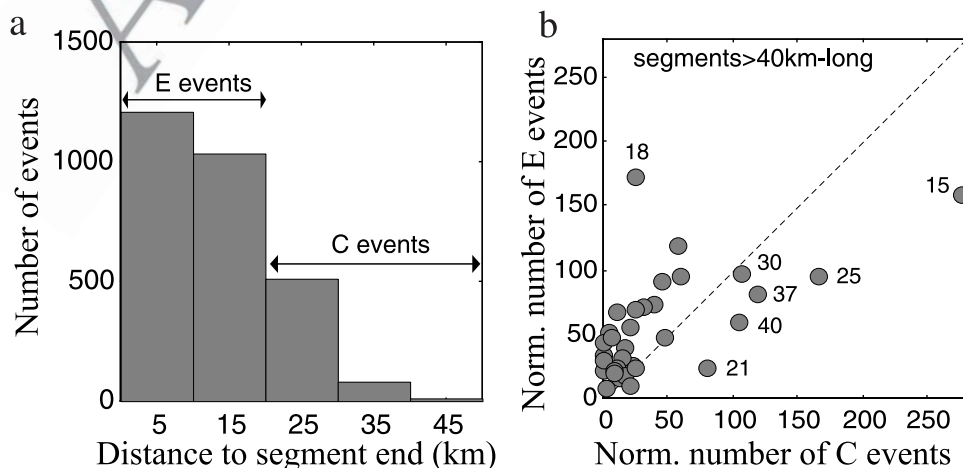 a
1500
1000
500
0
E events
C events
5 15 25 35 45
Number of events
Distance to segment end (km)
b
segments>40km-long
250
200
150
100
50
0
18
15
30
25
37
40
21
0 50 100 150 200 250
Norm. number of E events
Norm. number of C events